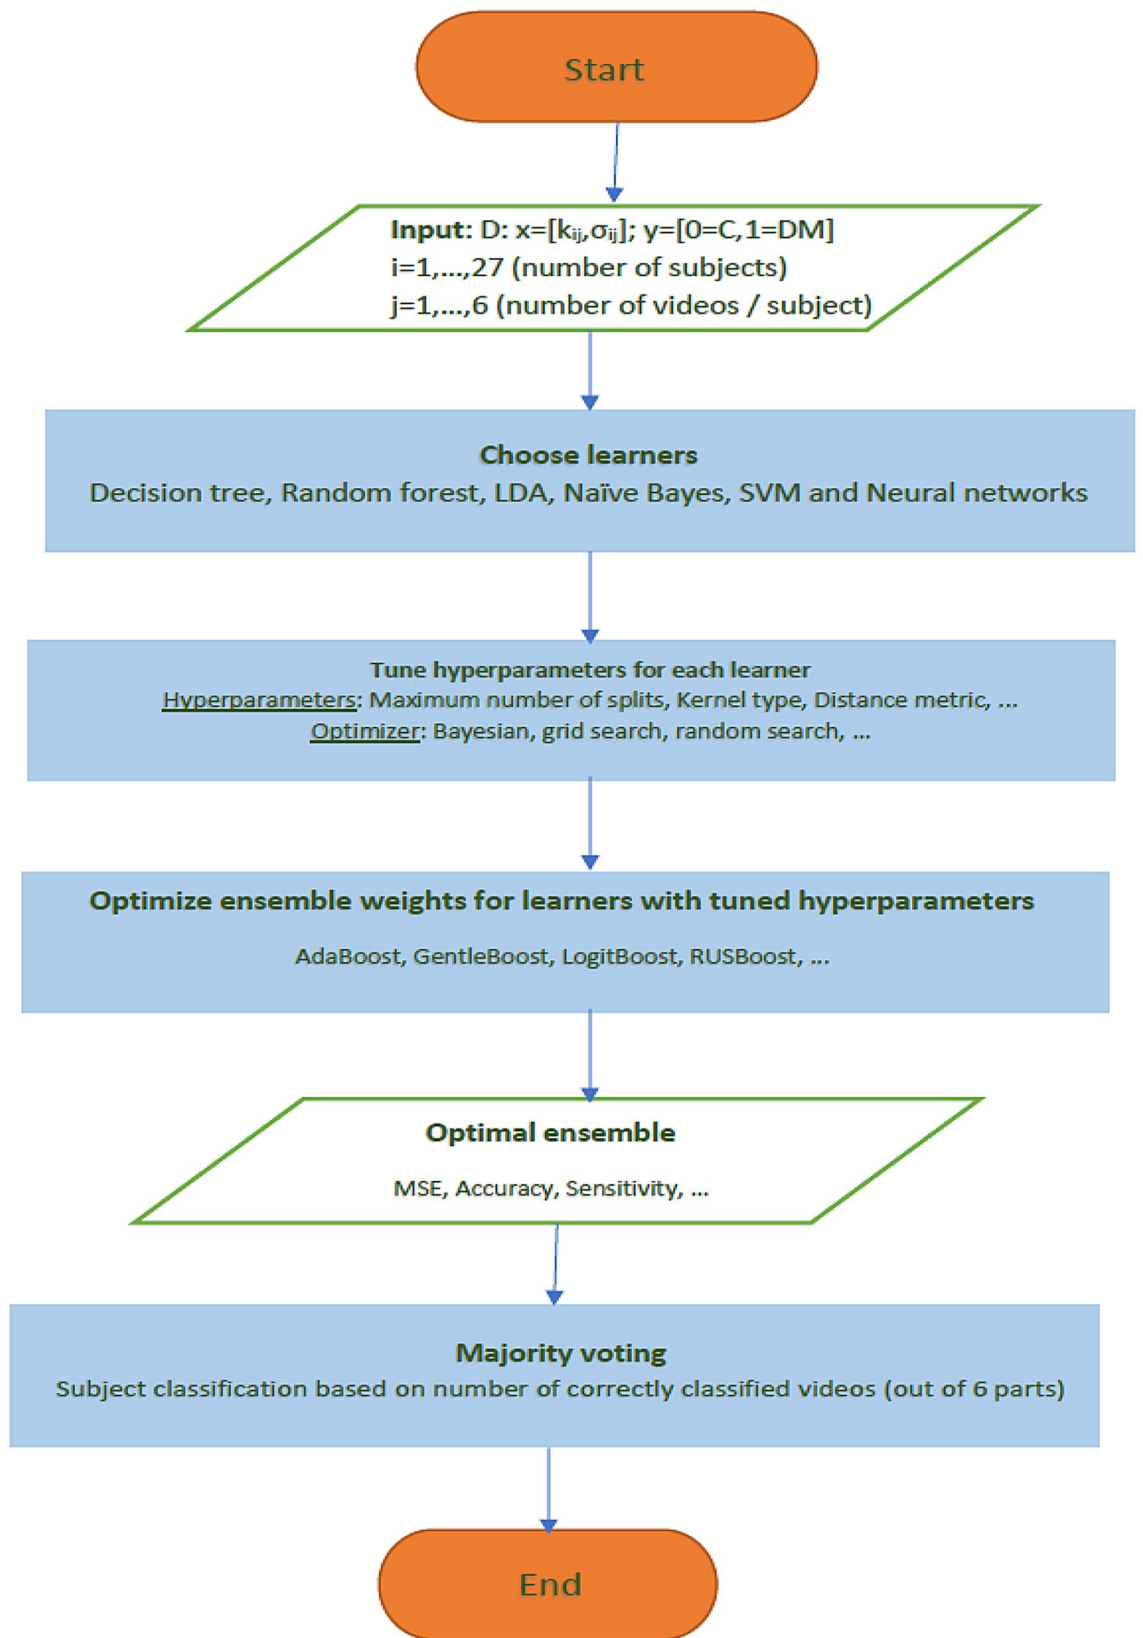 Start
Input: D: x=[kᵢⱼ,σᵢⱼ]; y=[0=C,1=DM]
i=1,...,27 (number of subjects)
j=1,...,6 (number of videos / subject)
Choose learners
Decision tree, Random forest, LDA, Naïve Bayes, SVM and Neural networks
Tune hyperparameters for each learner
Hyperparameters: Maximum number of splits, Kernel type, Distance metric, ...
Optimizer: Bayesian, grid search, random search, ...
Optimize ensemble weights for learners with tuned hyperparameters
AdaBoost, GentleBoost, LogitBoost, RUSBoost, ...
Optimal ensemble
MSE, Accuracy, Sensitivity, ...
Majority voting
Subject classification based on number of correctly classified videos (out of 6 parts)
End